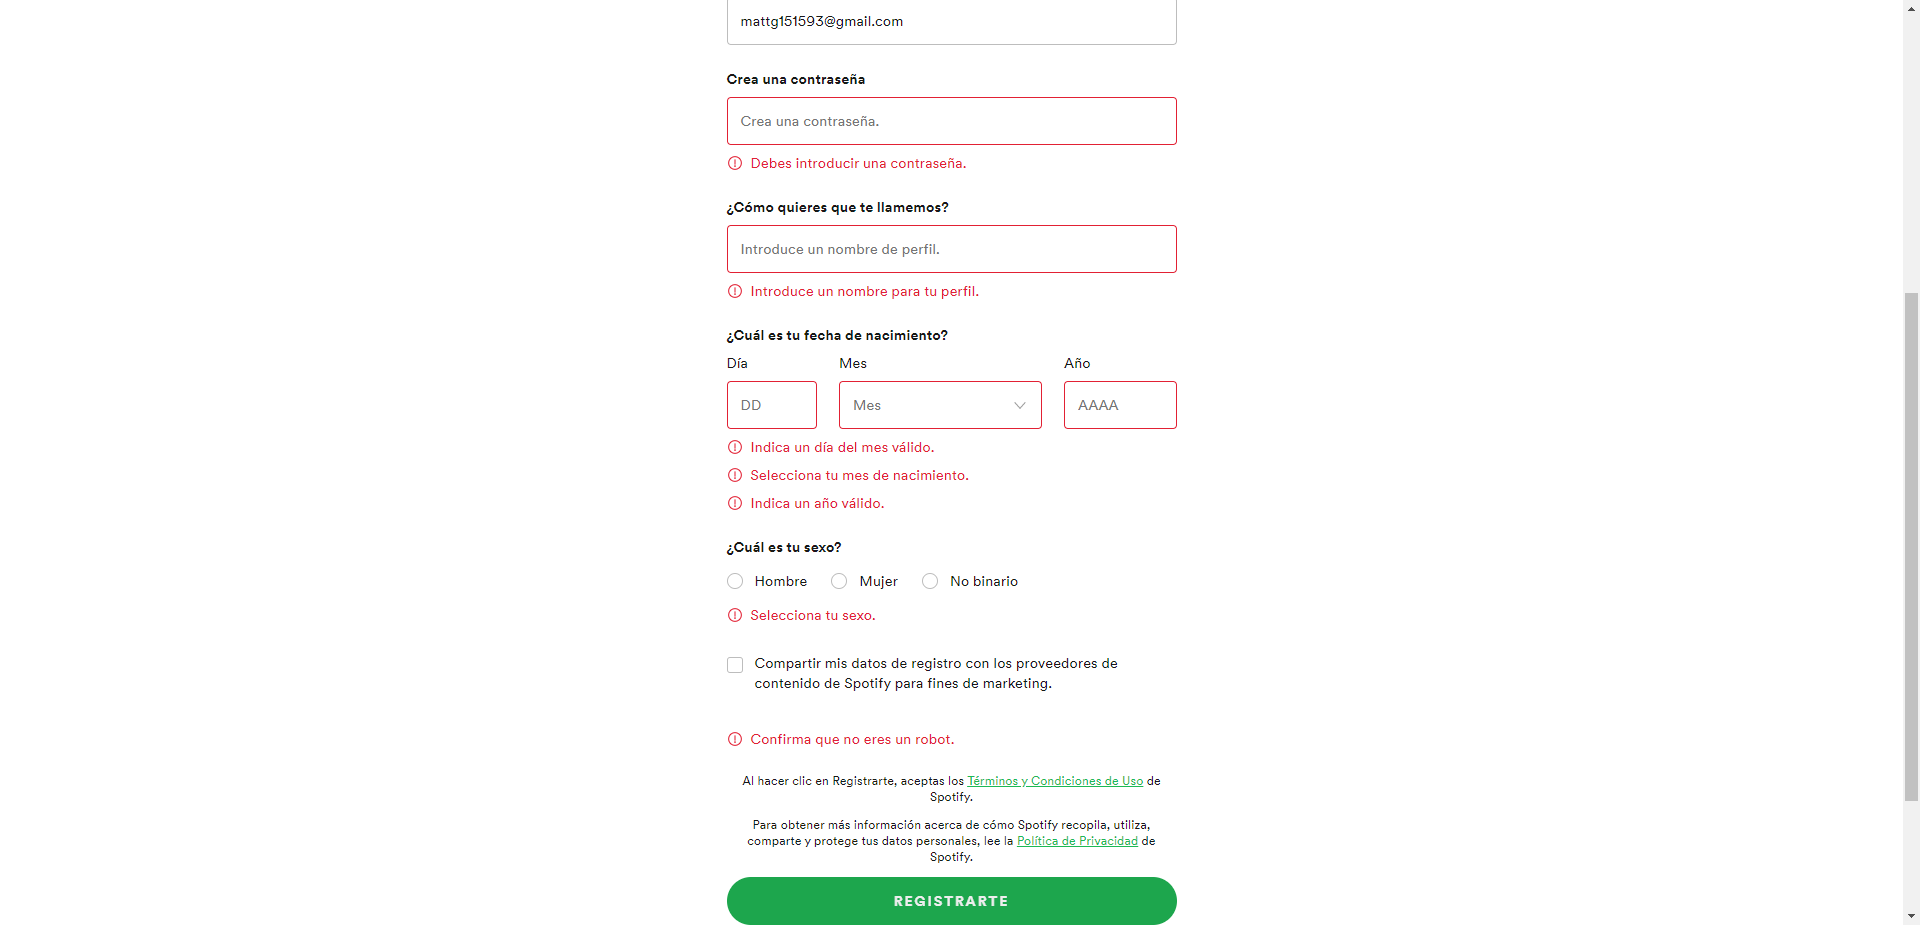 mattg151593@gmail.com
Crea una contraseña
Crea una contraseña.
Debes introducir una contraseña.
¿Cómo quieres que te llamemos?
Introduce un nombre de perfil.
Introduce un nombre para tu perfil.
¿Cuál es tu fecha de nacimiento?
Día Mes Año
DD Mes AAAA
Indica un día del mes válido.
Selecciona tu mes de nacimiento.
Indica un año válido.
¿Cuál es tu sexo?
Hombre Mujer No binario
Selecciona tu sexo.
Compartir mis datos de registro con los proveedores de
contenido de Spotify para fines de marketing.
Confirma que no eres un robot.
Al hacer clic en Registrarte, aceptas los Términos y Condiciones de Uso de
Spotify.
Para obtener más información acerca de cómo Spotify recopila, utiliza,
comparte y protege tus datos personales, lee la Política de Privacidad de
Spotify.
REGISTRARTE